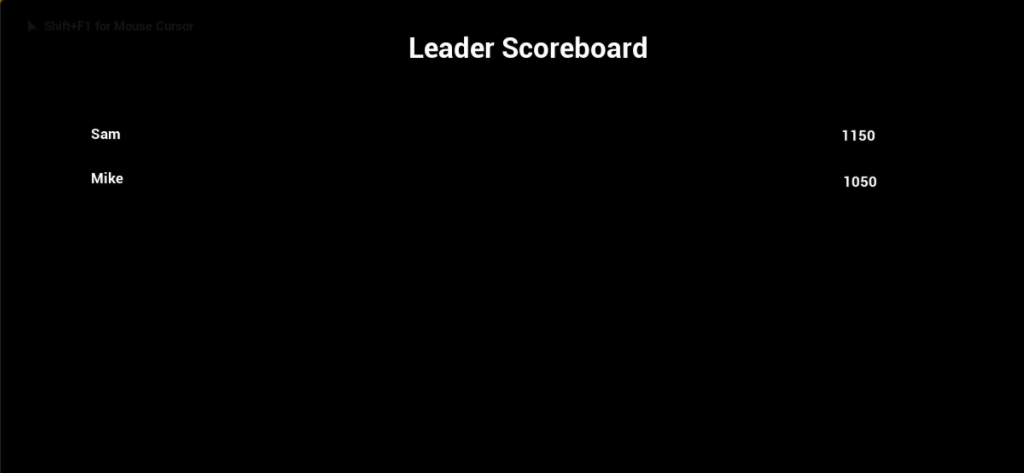 Shift+F1 for Mouse Cursor
Leader Scoreboard
Sam 1150
Mike 1050